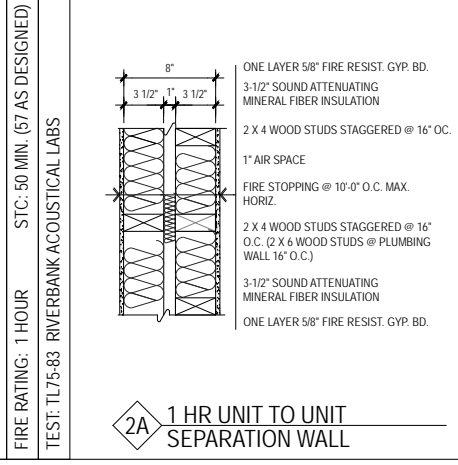 FIRE RATING: 1 HOUR STC: 50 MIN. (57 AS DESIGNED)
TEST: TL75-83 RIVERBANK ACOUSTICAL LABS
8"
3 1/2" 1" 3 1/2"
ONE LAYER 5/8" FIRE RESIST. GYP. BD.
3-1/2" SOUND ATTENUATING
MINERAL FIBER INSULATION
2 X 4 WOOD STUDS STAGGERED @ 16" OC.
1" AIR SPACE
FIRE STOPPING @ 10'-0" O.C. MAX.
HORIZ.
2 X 4 WOOD STUDS STAGGERED @ 16"
O.C. (2 X 6 WOOD STUDS @ PLUMBING
WALL 16" O.C.)
3-1/2" SOUND ATTENUATING
MINERAL FIBER INSULATION
ONE LAYER 5/8" FIRE RESIST. GYP. BD.
2A 1 HR UNIT TO UNIT
SEPARATION WALL